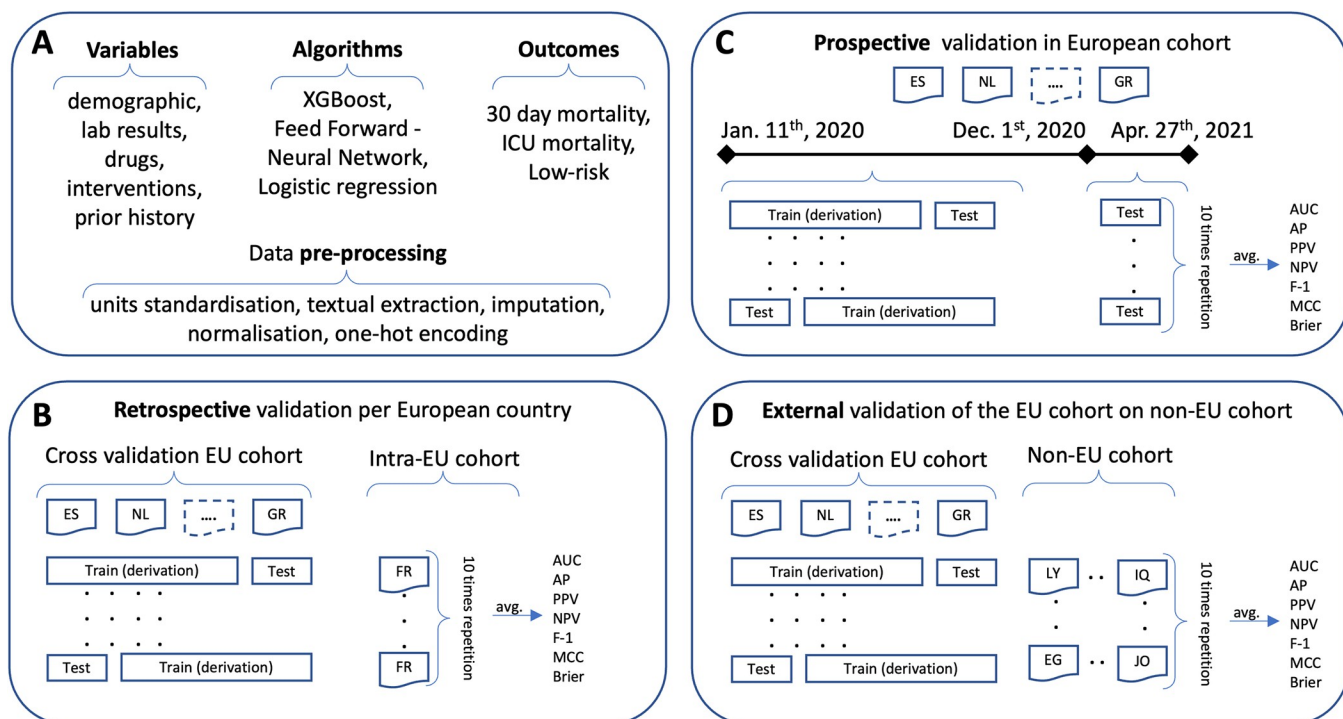 A
Variables
demographic,
lab results,
drugs,
interventions,
prior history
Algorithms
XGBoost,
Feed Forward -
Neural Network,
Logistic regression
Outcomes
30 day mortality,
ICU mortality,
Low-risk
Data pre-processing
units standardisation, textual extraction, imputation,
normalisation, one-hot encoding
C
Prospective validation in European cohort
ES NL .... GR
Jan. 11th, 2020 Dec. 1st, 2020 Apr. 27th, 2021
Train (derivation) Test
Test Train (derivation)
Test
Test
10 times repetition
avg.
AUC
AP
PPV
NPV
F-1
MCC
Brier
B
Retrospective validation per European country
Cross validation EU cohort
ES NL .... GR
Train (derivation) Test
Test Train (derivation)
Intra-EU cohort
FR
FR
10 times repetition
avg.
AUC
AP
PPV
NPV
F-1
MCC
Brier
D
External validation of the EU cohort on non-EU cohort
Cross validation EU cohort
ES NL .... GR
Train (derivation) Test
Test Train (derivation)
Non-EU cohort
LY .. IQ
EG .. JO
10 times repetition
avg.
AUC
AP
PPV
NPV
F-1
MCC
Brier